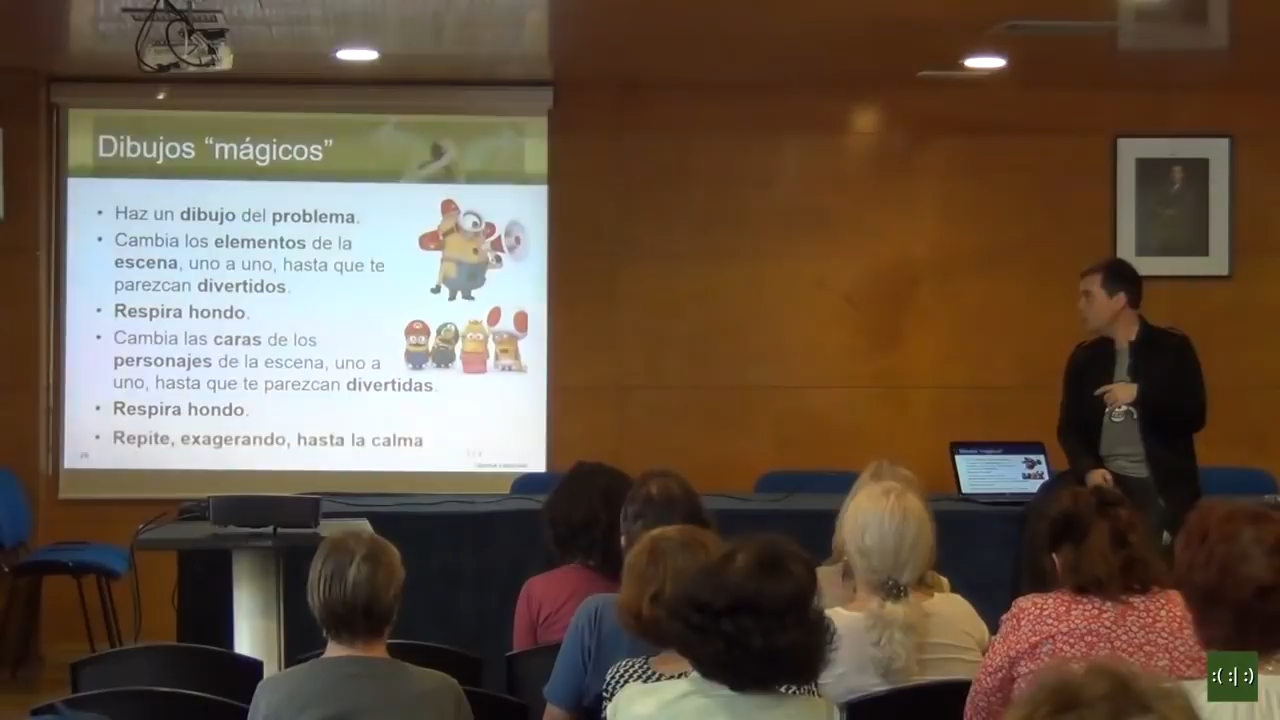 Dibujos “mágicos”
• Haz un dibujo del problema.
• Cambia los elementos de la
escena, uno a uno, hasta que te
parezcan divertidos.
• Respira hondo.
• Cambia las caras de los
personajes de la escena, uno a
uno, hasta que te parezcan divertidas.
• Respira hondo.
• Repite, exagerando, hasta la calma
:( :| :)